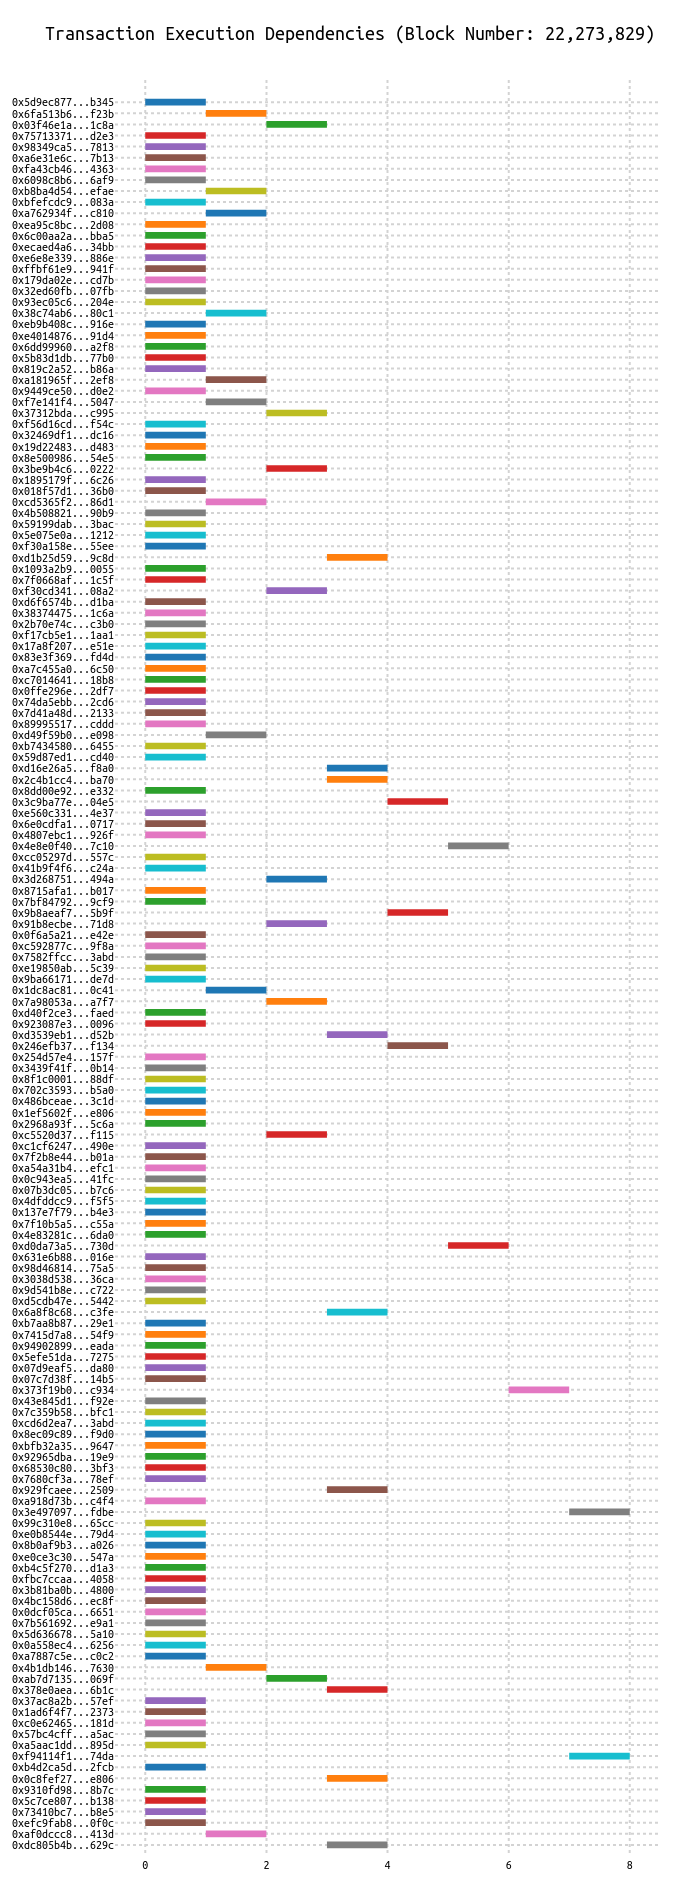 Transaction Execution Dependencies (Block Number: 22,273,829)
0x5d9ec877...b345
0x6fa513b6...f23b
0x03f46e1a...1c8a
0x75713371...d2e3
0x98349ca5...7813
0xa6e31e6c...7b13
0xfa43cb46...4363
0x6098c8b6...6af9
0xb8ba4d54...efae
0xbfefcdc9...083a
0xa762934f...c810
0xea95c8bc...2d08
0x6c00aa2a...bba5
0xecaed4a6...34bb
0xe6e8e339...886e
0xffbf61e9...941f
0x179da02e...cd7b
0x32ed60fb...07fb
0x93ec05c6...204e
0x38c74ab6...80c1
0xeb9b408c...916e
0xe4014876...91d4
0x6dd99960...a2f8
0x5b83d1db...77b0
0x819c2a52...b86a
0xa181965f...2ef8
0x9449ce50...d0e2
0xf7e141f4...5047
0x37312bda...c995
0xf56d16cd...f54c
0x32469df1...dc16
0x19d22483...d483
0x8e500986...54e5
0x3be9b4c6...0222
0x1895179f...6c26
0x018f57d1...36b0
0xcd5365f2...86d1
0x4b508821...90b9
0x59199dab...3bac
0x5e075e0a...1212
0xf30a158e...55ee
0xd1b25d59...9c8d
0x1093a2b9...0055
0x7f0668af...1c5f
0xf30cd341...08a2
0xd6f6574b...d1ba
0x38374475...1c6a
0x2b70e74c...c3b0
0xf17cb5e1...1aa1
0x17a8f207...e51e
0x83e3f369...fd4d
0xa7c455a0...6c50
0xc7014641...18b8
0x0ffe296e...2df7
0x74da5ebb...2cd6
0x7d41a48d...2133
0x89995517...cddd
0xd49f59b0...e098
0xb7434580...6455
0x59d87ed1...cd40
0xd16e26a5...f8a0
0x2c4b1cc4...ba70
0x8dd00e92...e332
0x3c9ba77e...04e5
0xe560c331...4e37
0x6e0cdfa1...0717
0x4807ebc1...926f
0x4e8e0f40...7c10
0xcc05297d...557c
0x41b9f4f6...c24a
0x3d268751...494a
0x8715afa1...b017
0x7bf84792...9cf9
0x9b8aeaf7...5b9f
0x91b8ecbe...71d8
0x0f6a5a21...e42e
0xc592877c...9f8a
0x7582ffcc...3abd
0xe19850ab...5c39
0x9ba66171...de7d
0x1dc8ac81...0c41
0x7a98053a...a7f7
0xd40f2ce3...faed
0x923087e3...0096
0xd3539eb1...d52b
0x246efb37...f134
0x254d57e4...157f
0x3439f41f...0b14
0x8f1c0001...88df
0x702c3593...b5a0
0x486bceae...3c1d
0x1ef5602f...e806
0x2968a93f...5c6a
0xc5520d37...f115
0xc1cf6247...490e
0x7f2b8e44...b01a
0xa54a31b4...efc1
0x0c943ea5...41fc
0x07b3dc05...b7c6
0x4dfddcc9...f5f5
0x137e7f79...b4e3
0x7f10b5a5...c55a
0x4e83281c...6da0
0xd0da73a5...730d
0x631e6b88...016e
0x98d46814...75a5
0x3038d538...36ca
0x9d541b8e...c722
0xd5cdb47e...5442
0x6a8f8c68...c3fe
0xb7aa8b87...29e1
0x7415d7a8...54f9
0x94902899...eada
0x5efe51da...7275
0x07d9eaf5...da80
0x07c7d38f...14b5
0x373f19b0...c934
0x43e845d1...f92e
0x7c359b58...bfc1
0xcd6d2ea7...3abd
0x8ec09c89...f9d0
0xbfb32a35...9647
0x92965dba...19e9
0x68530c80...3bf3
0x7680cf3a...78ef
0x929fcaee...2509
0xa918d73b...c4f4
0x3e497097...fdbe
0x99c310e8...65cc
0xe0b8544e...79d4
0x8b0af9b3...a026
0xe0ce3c30...547a
0xb4c5f270...d1a3
0xfbc7ccaa...4058
0x3b81ba0b...4800
0x4bc158d6...ec8f
0x0dcf05ca...6651
0x7b561692...e9a1
0x5d636678...5a10
0x0a558ec4...6256
0xa7887c5e...c0c2
0x4b1db146...7630
0xab7d7135...069f
0x378e0aea...6b1c
0x37ac8a2b...57ef
0x1ad6f4f7...2373
0xc0e62465...181d
0x57bc4cff...a5ac
0xa5aac1dd...895d
0xf94114f1...74da
0xb4d2ca5d...2fcb
0x0c8fef27...e806
0x9310fd98...8b7c
0x5c7ce807...b138
0x73410bc7...b8e5
0xefc9fab8...0f0c
0xaf0dccc8...413d
0xdc805b4b...629c
0 2 4 6 8